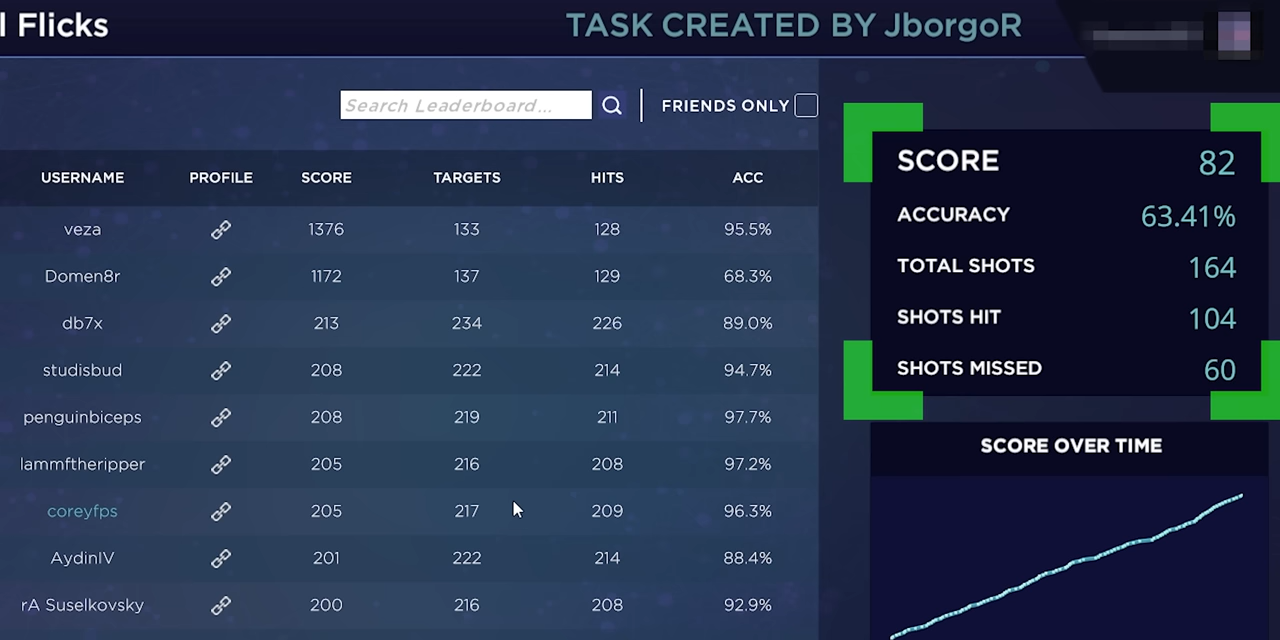 l Flicks
TASK CREATED BY JborgoR
Search Leaderboard...
FRIENDS ONLY
USERNAME PROFILE SCORE TARGETS HITS ACC
veza 1376 133 128 95.5%
Domen8r 1172 137 129 68.3%
db7x 213 234 226 89.0%
studisbud 208 222 214 94.7%
penguinbiceps 208 219 211 97.7%
lammftheripper 205 216 208 97.2%
coreyfps 205 217 209 96.3%
AydinIV 201 222 214 88.4%
rA Suselkovsky 200 216 208 92.9%
SCORE 82
ACCURACY 63.41%
TOTAL SHOTS 164
SHOTS HIT 104
SHOTS MISSED 60
SCORE OVER TIME